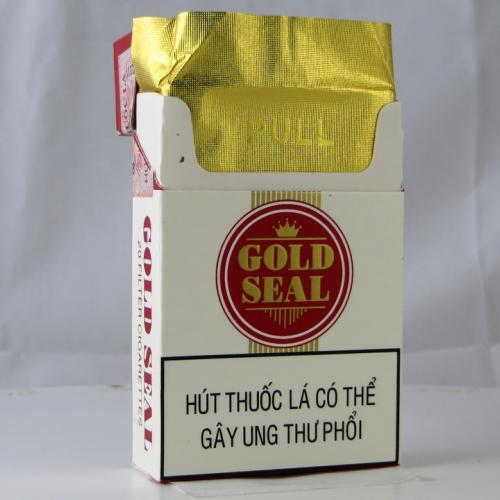 PULL
GOLD
SEAL
HÚT THUỐC LÁ CÓ THỂ
GÂY UNG THƯ PHỔI
GOLD SEAL
20 FILTER CIGARETTES